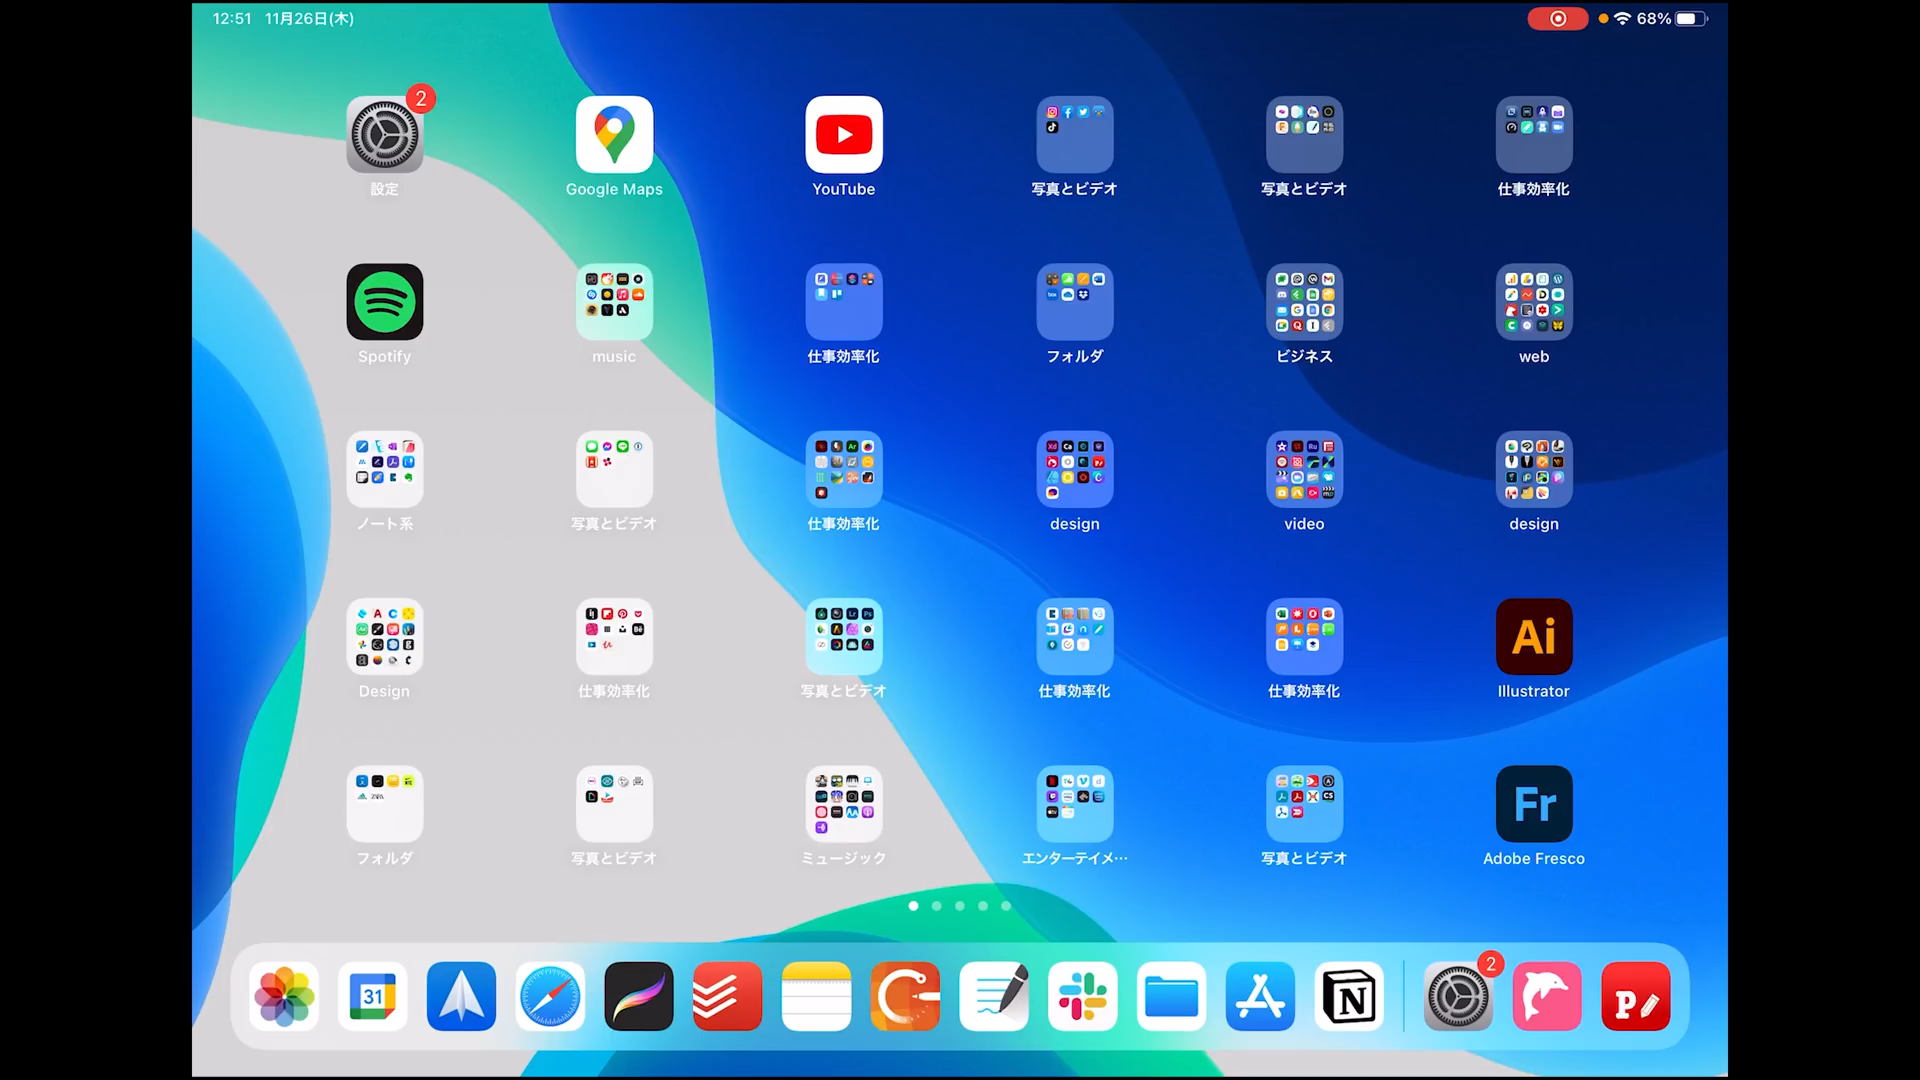 12:51 11月26日(木)
68%
2
設定
Google Maps
YouTube
写真とビデオ
写真とビデオ
仕事効率化
Spotify
music
仕事効率化
フォルダ
ビジネス
web
ノート系
写真とビデオ
仕事効率化
design
video
design
Design
仕事効率化
写真とビデオ
仕事効率化
仕事効率化
Ai
Illustrator
フォルダ
写真とビデオ
ミュージック
エンターテイメ…
写真とビデオ
Fr
Adobe Fresco
31
N
2
P